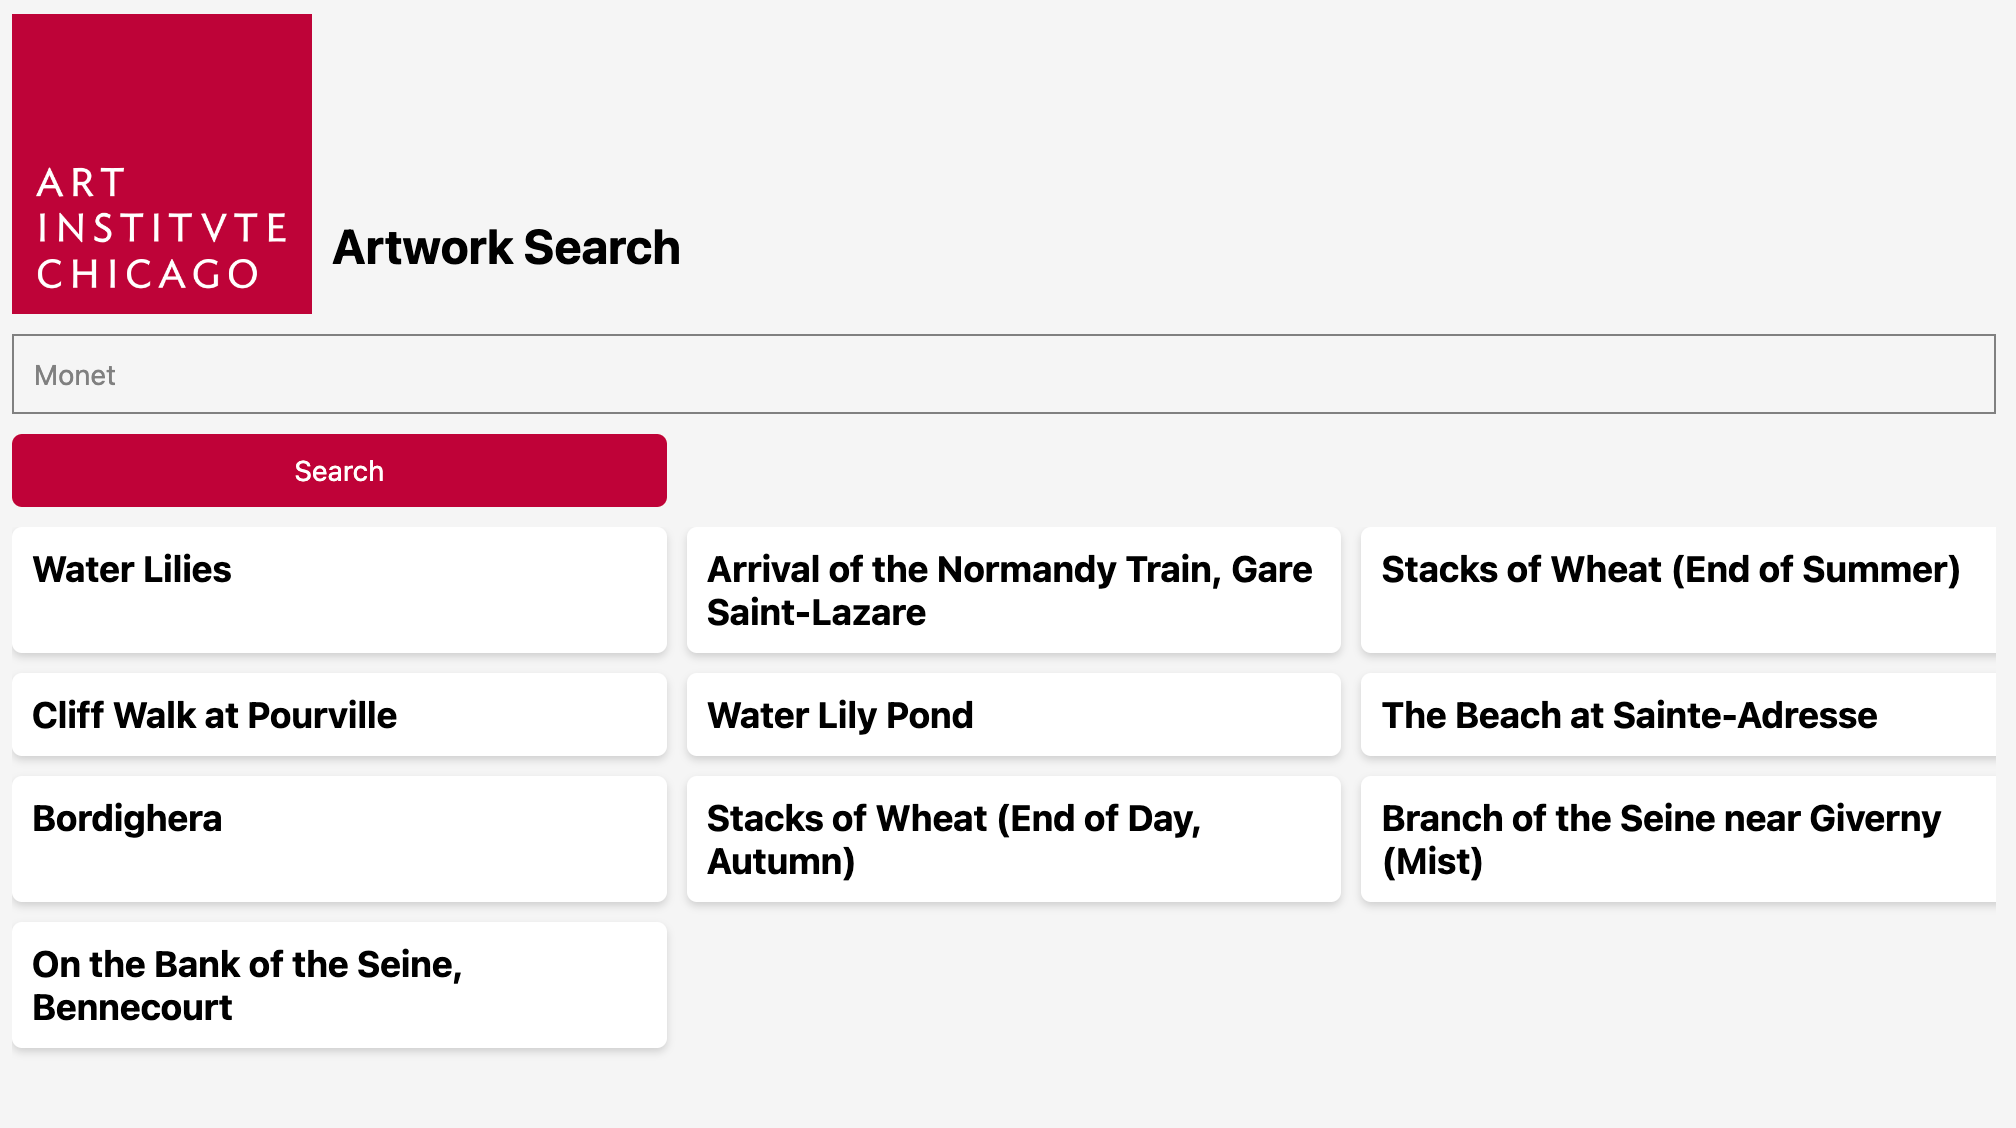 ART
INSTITVTE
CHICAGO
Artwork Search
Monet
Search
Water Lilies
Arrival of the Normandy Train, Gare
Saint-Lazare
Stacks of Wheat (End of Summer)
Cliff Walk at Pourville
Water Lily Pond
The Beach at Sainte-Adresse
Bordighera
Stacks of Wheat (End of Day,
Autumn)
Branch of the Seine near Giverny
(Mist)
On the Bank of the Seine,
Bennecourt